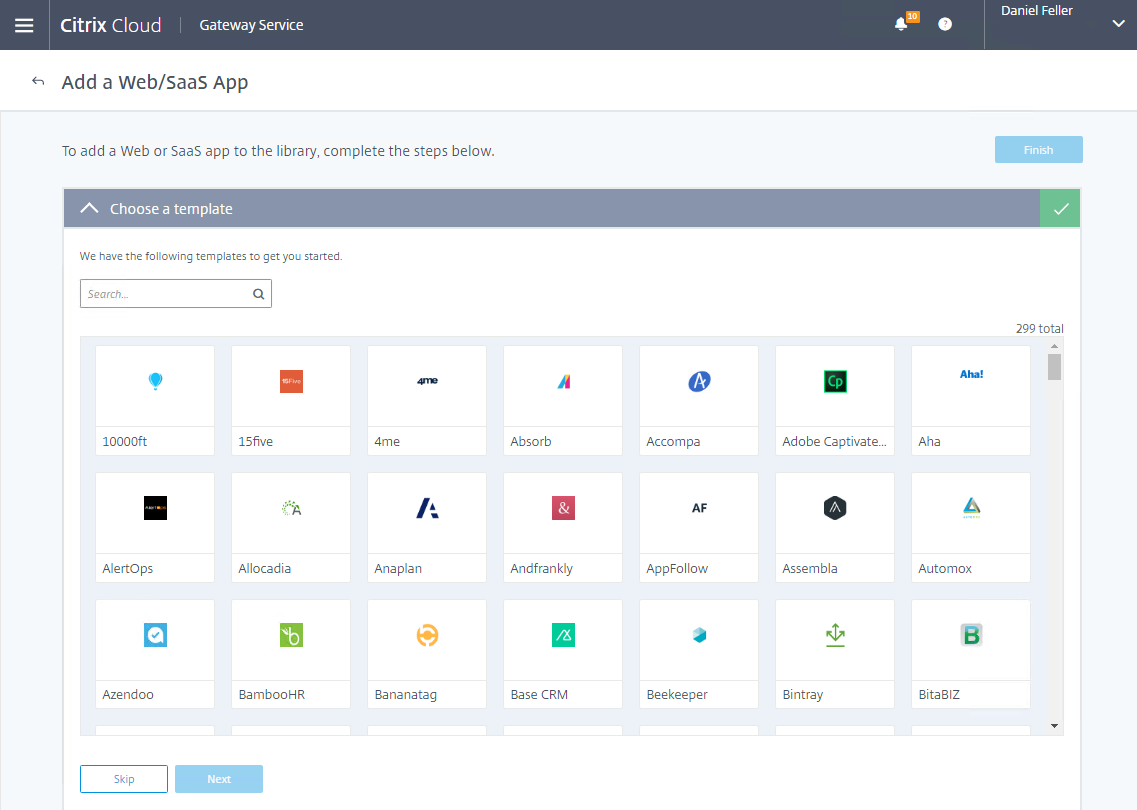 Citrix Cloud
Gateway Service
10
?
Daniel Feller
Add a Web/SaaS App
To add a Web or SaaS app to the library, complete the steps below.
Finish
Choose a template
We have the following templates to get you started.
Search...
299 total
15Five
4me
Cp
Aha!
10000ft
15five
4me
Absorb
Accompa
Adobe Captivate...
Aha
A
&
AF
AlertOps
Allocadia
Anaplan
Andfrankly
AppFollow
Assembla
Automox
b
B
Azendoo
BambooHR
Bananatag
Base CRM
Beekeeper
Bintray
BitaBIZ
Skip
Next